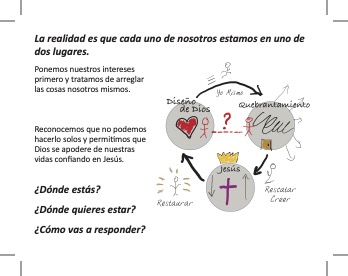 La realidad es que cada uno de nosotros estamos en uno de
dos lugares.
Ponemos nuestros intereses
primero y tratamos de arreglar
las cosas nosotros mismos.
Reconocemos que no podemos
hacerlo solos y permitimos que
Dios se apodere de nuestras
vidas confiando en Jesús.
¿Dónde estás?
¿Dónde quieres estar?
¿Cómo vas a responder?
Yo Mismo
Diseño
de Dios
Quebrantamiento
?
Jesús
Restaurar
Rescatar
Creer